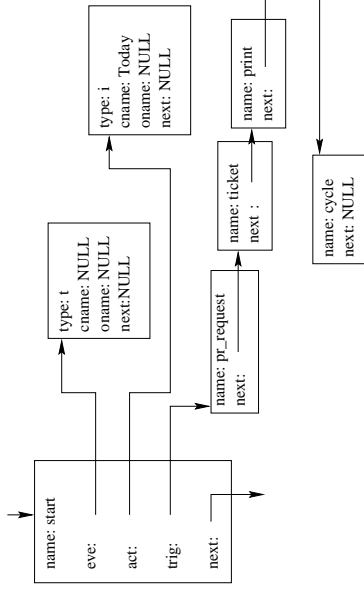 name: start
eve:
act:
trig:
next:
type: t
cname: NULL
oname: NULL
next:NULL
type: i
cname: Today
oname: NULL
next: NULL
name: pr_request
next:
name: ticket
next :
name: print
next:
name: cycle
next: NULL